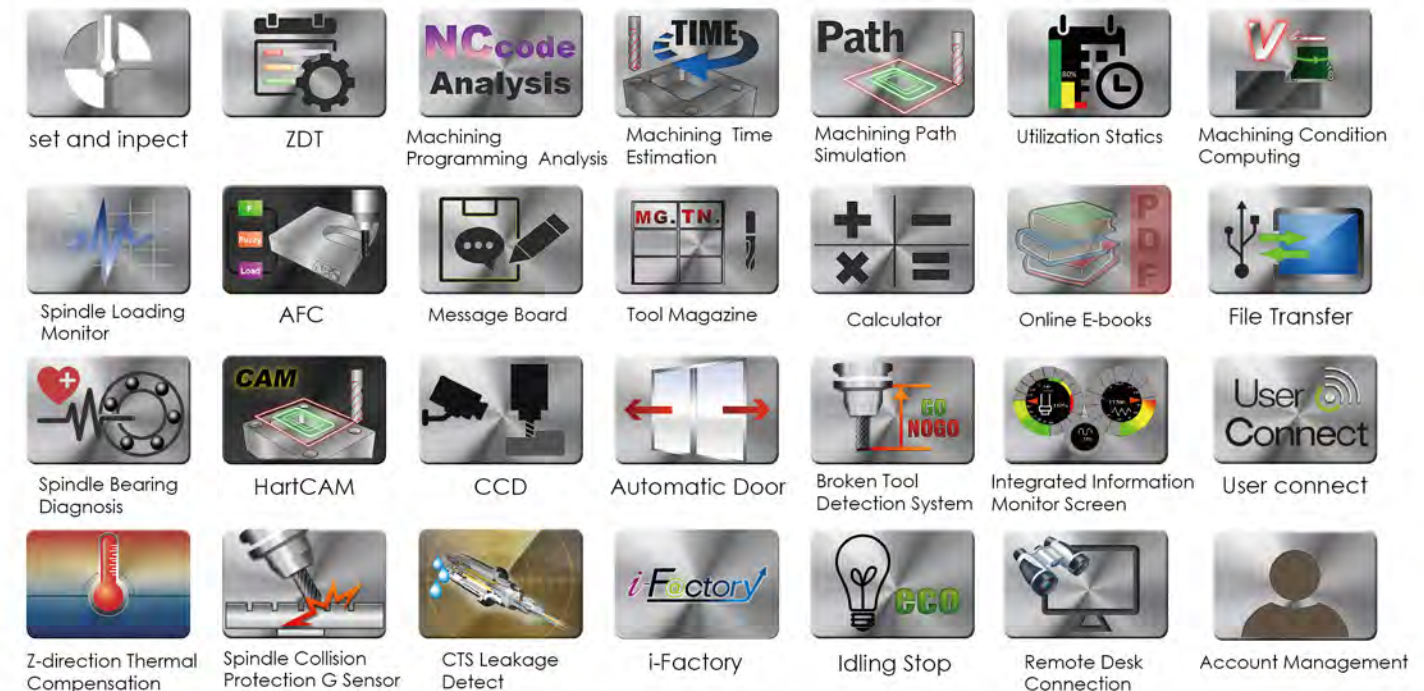 NCcode
Analysis
TIME
Path
80%
V
set and inpect
ZDT
Machining
Programming Analysis
Machining Time
Estimation
Machining Path
Simulation
Utilization Statics
Machining Condition
Computing
F
Fuzzy
Load
MG. TN.
PDF
Spindle Loading
Monitor
AFC
Message Board
Tool Magazine
Calculator
Online E-books
File Transfer
CAM
GO
NOGO
User
Connect
Spindle Bearing
Diagnosis
HartCAM
CCD
Automatic Door
Broken Tool
Detection System
Integrated Information
Monitor Screen
User connect
i-Factory
eco
Z-direction Thermal
Compensation
Spindle Collision
Protection G Sensor
CTS Leakage
Detect
i-Factory
Idling Stop
Remote Desk
Connection
Account Management